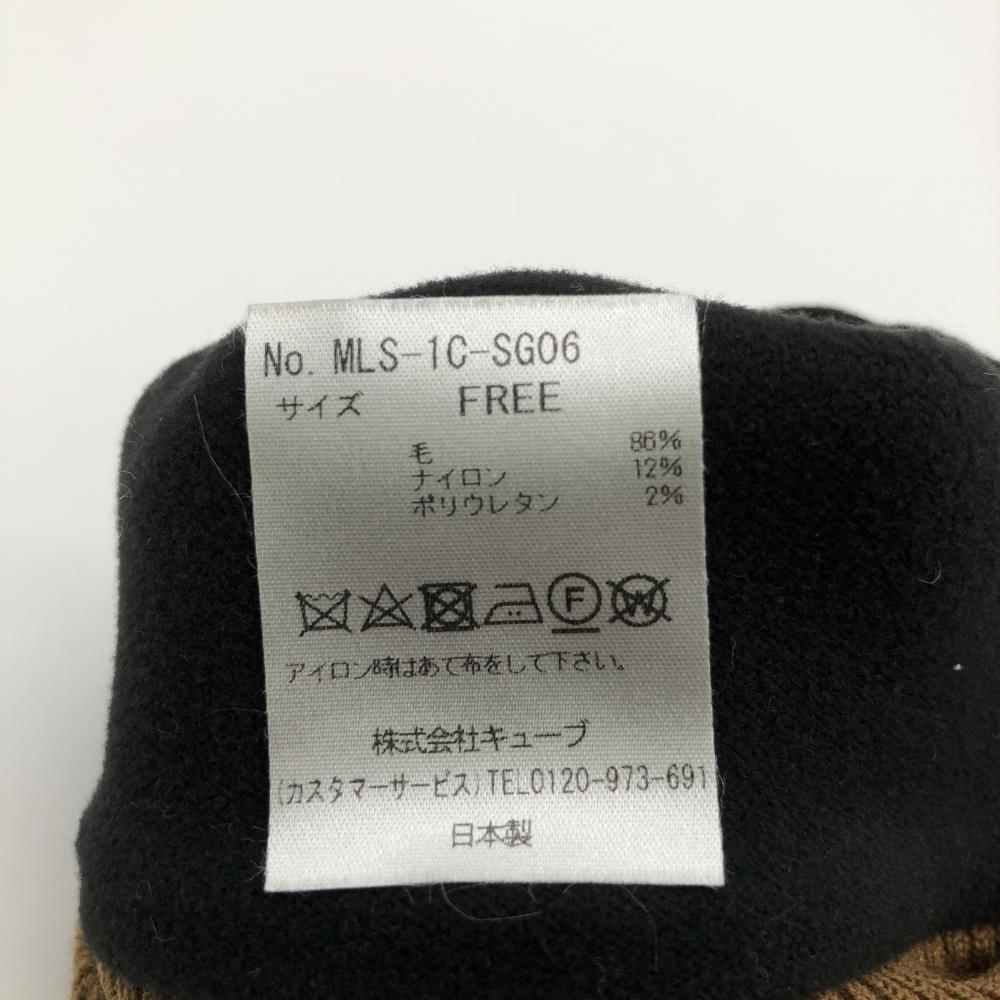 No. MLS-1C-SG06
サイズ FREE
毛 86%
ナイロン 12%
ポリウレタン 2%
F W
アイロン時はあて布をして下さい。
株式会社キューブ
(カスタマーサービス)TEL0120-973-691
日本製